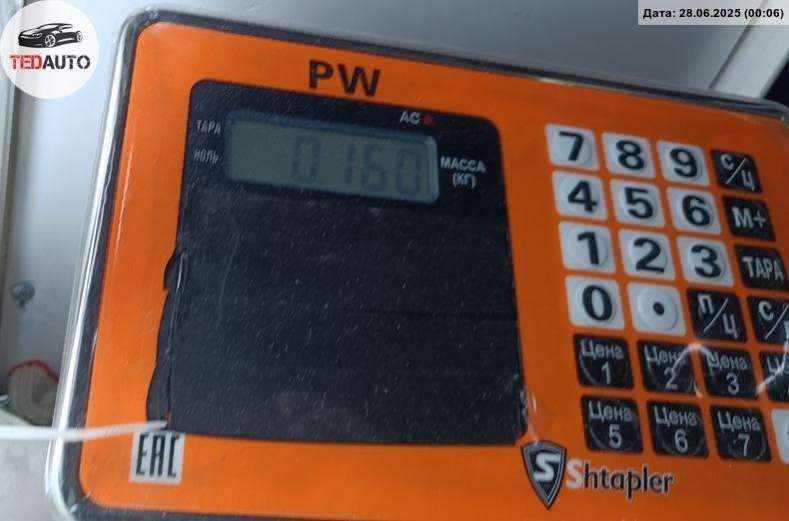 Дата: 28.06.2025 (00:06)
TEDAUTO
PW
AC
ТАРА
НОЛЬ
0.160
МАССА
(КГ)
7 8 9 С/Ц
4 5 6 М+
1 2 3 ТАРА
0 • П/Ц
Цена 1 Цена 2 Цена 3
Цена 5 Цена 6 Цена 7
EAC
S Shtapler